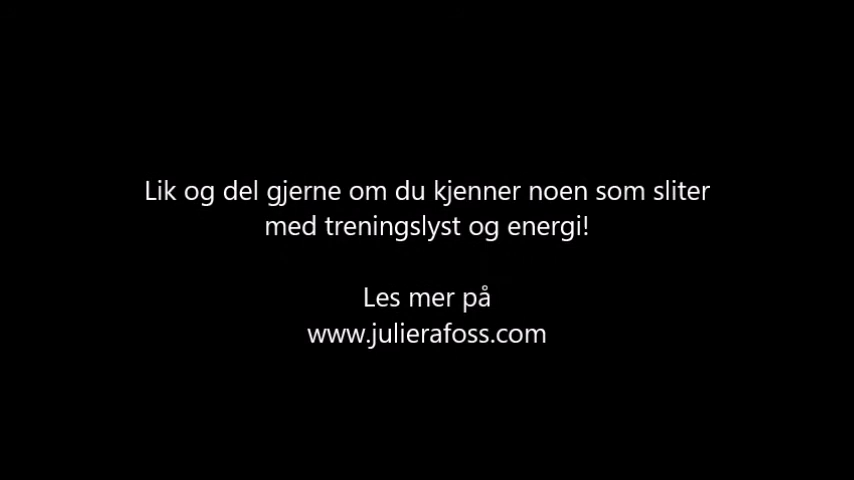 Lik og del gjerne om du kjenner noen som sliter
med treningslyst og energi!
Les mer på
www.julierafoss.com